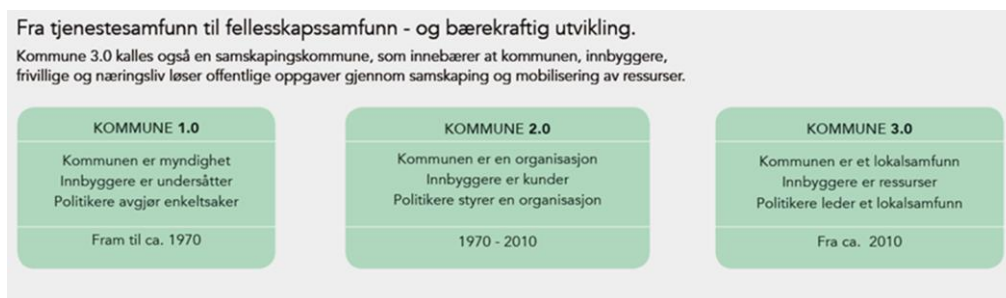 Fra tjenestesamfunn til fellesskapssamfunn - og bærekraftig utvikling.
Kommune 3.0 kalles også en samskapingskommune, som innebærer at kommunen, innbyggere,
frivillige og næringsliv løser offentlige oppgaver gjennom samskaping og mobilisering av ressurser.
KOMMUNE 1.0
Kommunen er myndighet
Innbyggere er undersåtter
Politikere avgjør enkeltsaker
Fram til ca. 1970
KOMMUNE 2.0
Kommunen er en organisasjon
Innbyggere er kunder
Politikere styrer en organisasjon
1970 - 2010
KOMMUNE 3.0
Kommunen er et lokalsamfunn
Innbyggere er ressurser
Politikere leder et lokalsamfunn
Fra ca. 2010